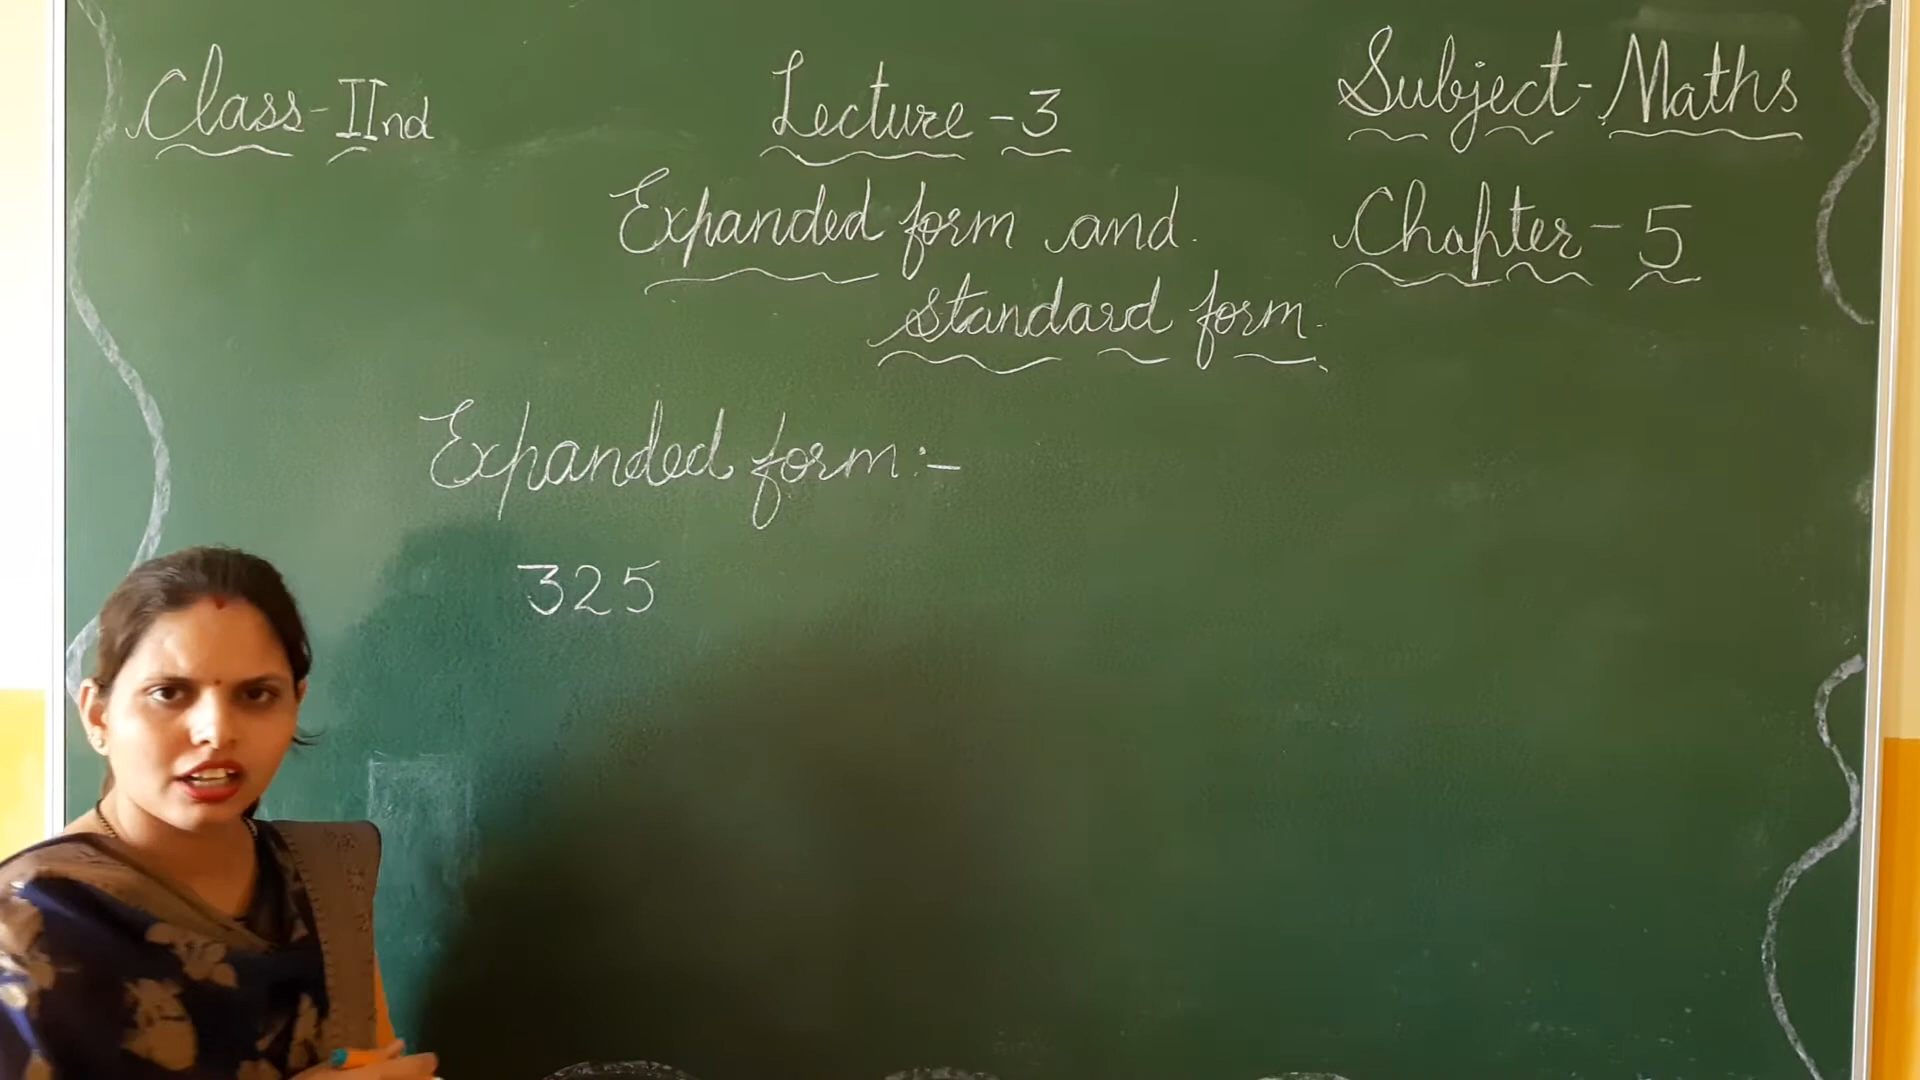 Class-IInd
Lecture-3
Subject-Maths
Expanded form and
Chapter-5
standard form.
Expanded form:-
325